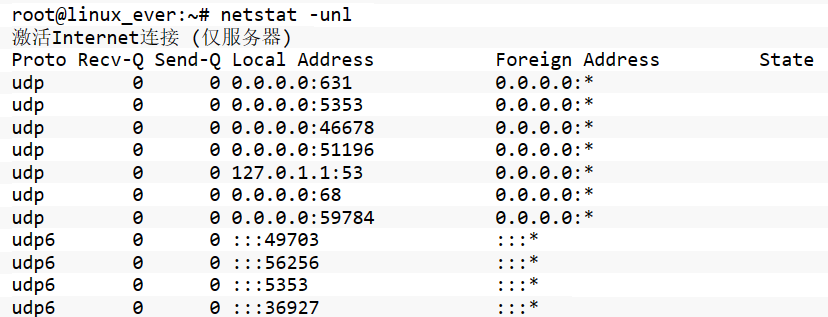 root@linux_ever:~# netstat -unl
激活Internet连接 (仅服务器)
Proto Recv-Q Send-Q Local Address           Foreign Address         State
udp        0      0 0.0.0.0:631             0.0.0.0:*
udp        0      0 0.0.0.0:5353            0.0.0.0:*
udp        0      0 0.0.0.0:46678           0.0.0.0:*
udp        0      0 0.0.0.0:51196           0.0.0.0:*
udp        0      0 127.0.1.1:53            0.0.0.0:*
udp        0      0 0.0.0.0:68              0.0.0.0:*
udp        0      0 0.0.0.0:59784           0.0.0.0:*
udp6       0      0 :::49703                :::*
udp6       0      0 :::56256                :::*
udp6       0      0 :::5353                 :::*
udp6       0      0 :::36927                :::*